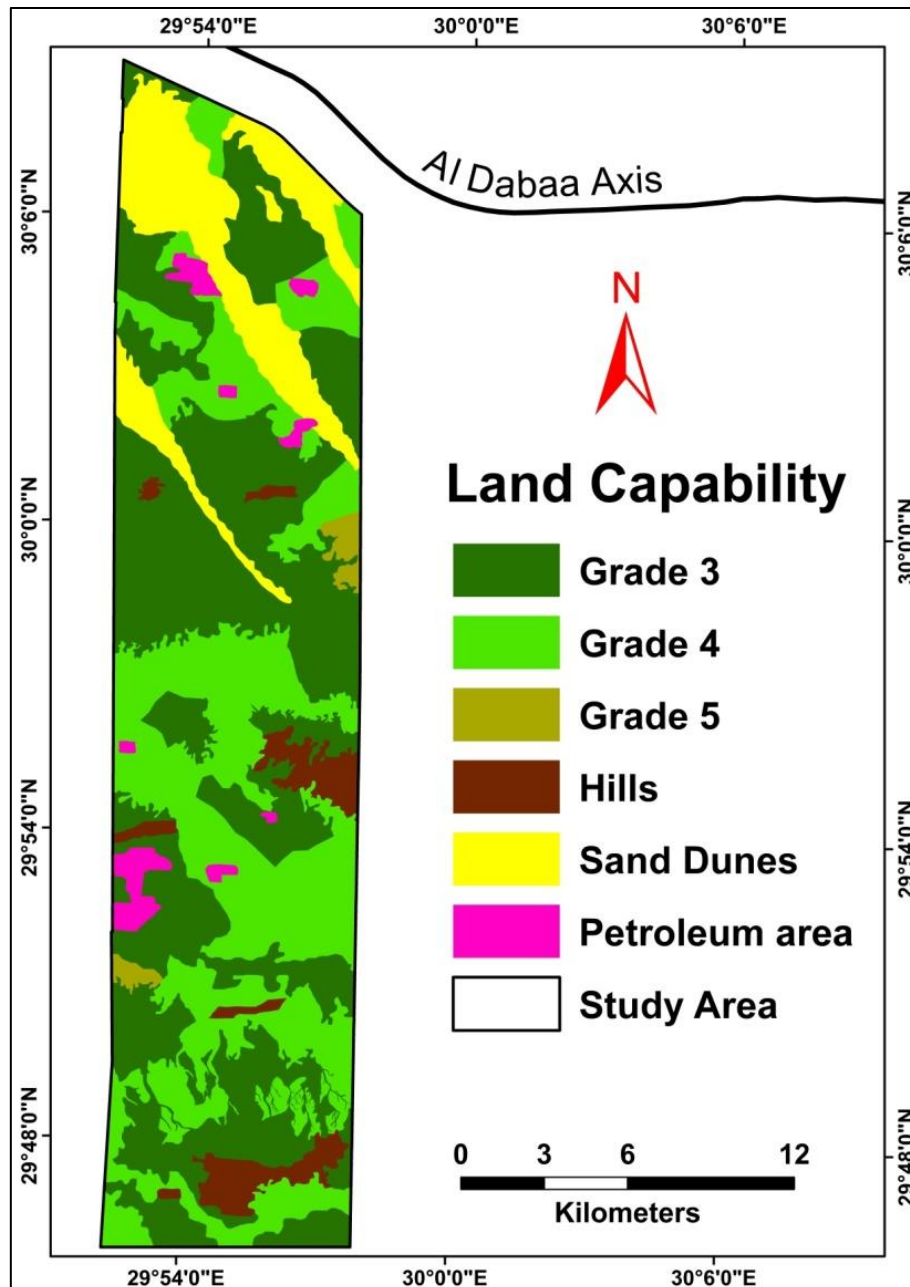 29°54'0"E 30°0'0"E 30°6'0"E
Al Dabaa Axis
30°6'0"N
30°6'0"N
N
Land Capability
30°0'0"N
30°0'0"N
Grade 3
Grade 4
Grade 5
Hills
29°54'0"N
29°54'0"N
Sand Dunes
Petroleum area
Study Area
29°48'0"N
29°48'0"N
0 3 6 12
Kilometers
29°54'0"E 30°0'0"E 30°6'0"E